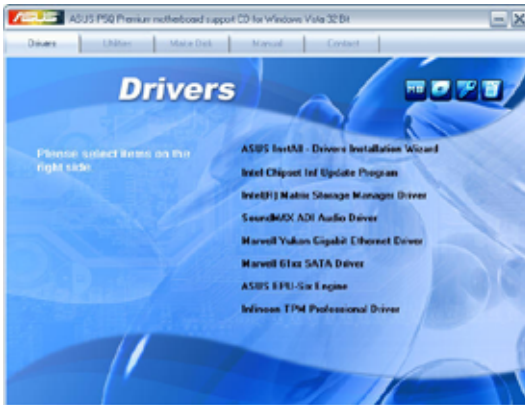 ASUS P5Q Premium motherboard support CD for Windows Vista 32 Bit
Drivers
Utilities
Make Disk
Manual
Contact
Drivers
Please select items on the
right side
ASUS InstAll - Drivers Installation Wizard
Intel Chipset Inf Update Program
Intel(R) Matrix Storage Manager Driver
SoundMAX ADI Audio Driver
Marvell Yukon Gigabit Ethernet Driver
Marvell 61xx SATA Driver
ASUS EPU-Six Engine
Infineon TPM Professional Driver